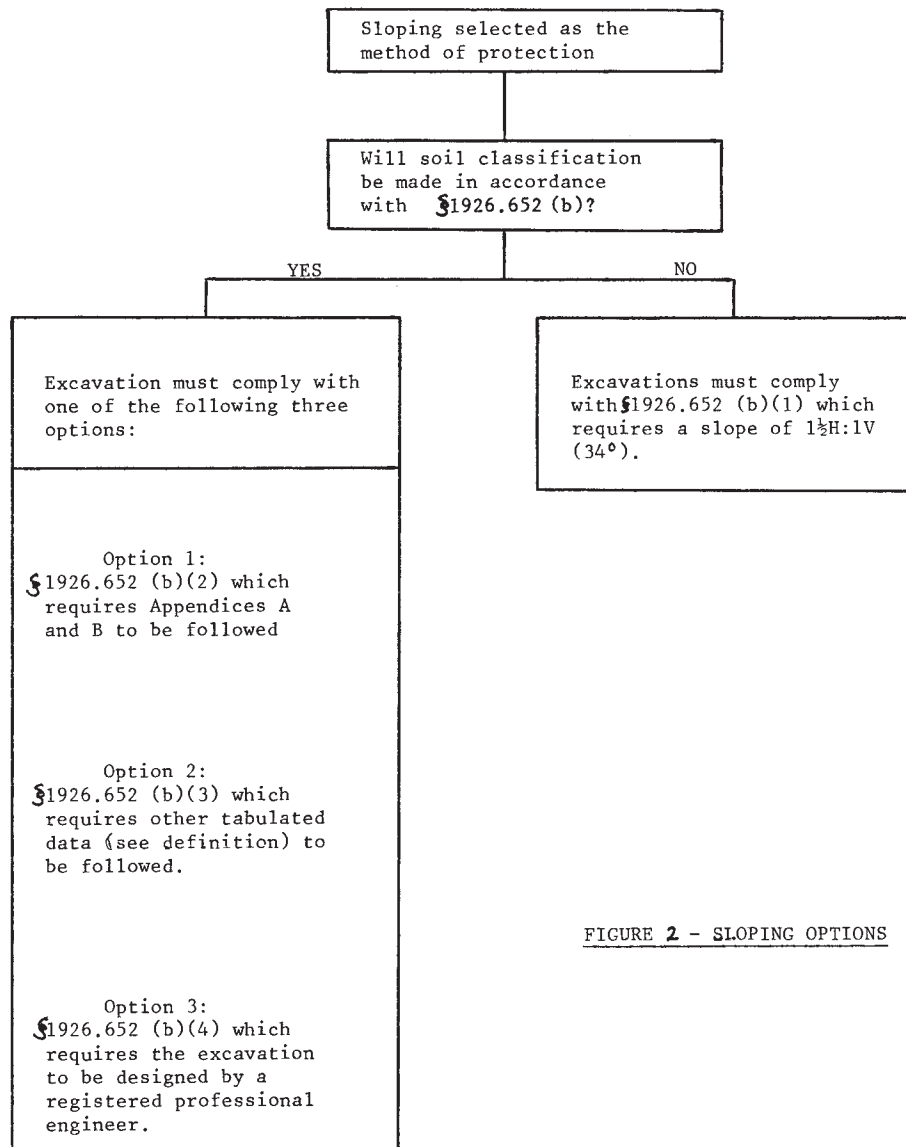 Sloping selected as the
method of protection
Will soil classification
be made in accordance
with §1926.652 (b)?
YES
NO
Excavation must comply with
one of the following three
options:
Excavations must comply
with §1926.652 (b)(1) which
requires a slope of 1½H:1V
(34°).
Option 1:
§1926.652 (b)(2) which
requires Appendices A
and B to be followed
Option 2:
§1926.652 (b)(3) which
requires other tabulated
data (see definition) to
be followed.
Option 3:
§1926.652 (b)(4) which
requires the excavation
to be designed by a
registered professional
engineer.
FIGURE 2 - SLOPING OPTIONS